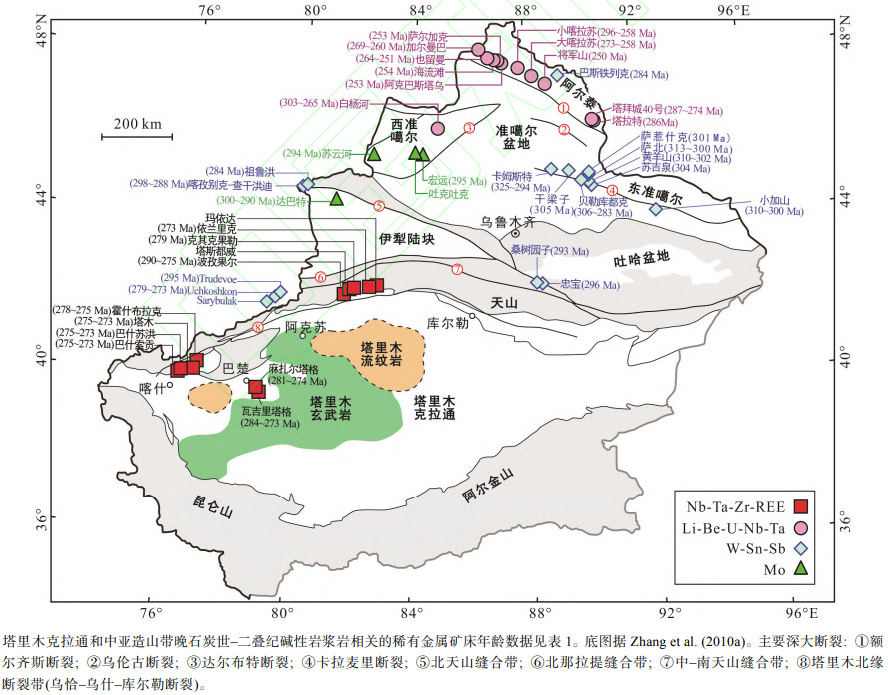 76° 80° 84° 88° 92° 96°E
48°N
48°N
44°
44°
40°
40°
36°
36°
200 km
(253 Ma)萨尔加克
(269~260 Ma)加尔曼巴
(264~251 Ma)也留曼
(254 Ma)海流滩
(253 Ma)阿克巴斯塔乌
(303~265 Ma)白杨河
小喀拉苏(296~258 Ma)
大喀拉苏(273~258 Ma)
将军山(250 Ma)
巴斯铁列克(284 Ma)
阿尔泰
①
塔拜城40号(287~274 Ma)
塔拉特(286Ma)
西准
噶尔
③
准噶尔
盆地
②
萨惹什克(301 Ma)
萨北(313~300 Ma)
黄羊山(310~302 Ma)
苏吉泉(304 Ma)
(294 Ma)苏云河
宏远(295 Ma)
吐克吐克
(284 Ma)祖鲁洪
(298~288 Ma)喀孜别克-查干洪迪
(300~290 Ma)达巴特
⑤
卡姆斯特
(325~294 Ma)
干梁子
(305 Ma)
贝勒库都克
(306~283 Ma)
④
东准噶尔
小加山
(310~300 Ma)
玛依达
(273 Ma)依兰里克
(279 Ma)克其克果勒
塔斯都威
(290~275 Ma)波孜果尔
伊犁陆块
乌鲁木齐
桑树园子(293 Ma)
忠宝(296 Ma)
吐哈盆地
(295 Ma)Trudevoe
(279~273 Ma)Uchkoshkon
Sarybulak
⑥
⑦
天山
(278~275 Ma)霍什布拉克
(275~273 Ma)塔木
(275~273 Ma)巴什苏洪
(275~273 Ma)巴什索贡
⑧
阿克苏
库尔勒
塔里木
流纹岩
喀什
巴楚
麻扎尔塔格
(281~274 Ma)
瓦吉里塔格
(284~273 Ma)
塔里木
玄武岩
塔里木
克拉通
昆仑山
阿尔金山
Nb-Ta-Zr-REE
Li-Be-U-Nb-Ta
W-Sn-Sb
Mo
76° 80° 84° 88° 92° 96°E
塔里木克拉通和中亚造山带晚石炭世–二叠纪碱性岩浆岩相关的稀有金属矿床年龄数据见表 1。底图据 Zhang et al. (2010a)。主要深大断裂: ①额
尔齐斯断裂; ②乌伦古断裂; ③达尔布特断裂; ④卡拉麦里断裂; ⑤北天山缝合带; ⑥北那拉提缝合带; ⑦中–南天山缝合带; ⑧塔里木北缘
断裂带(乌恰–乌什–库尔勒断裂)。